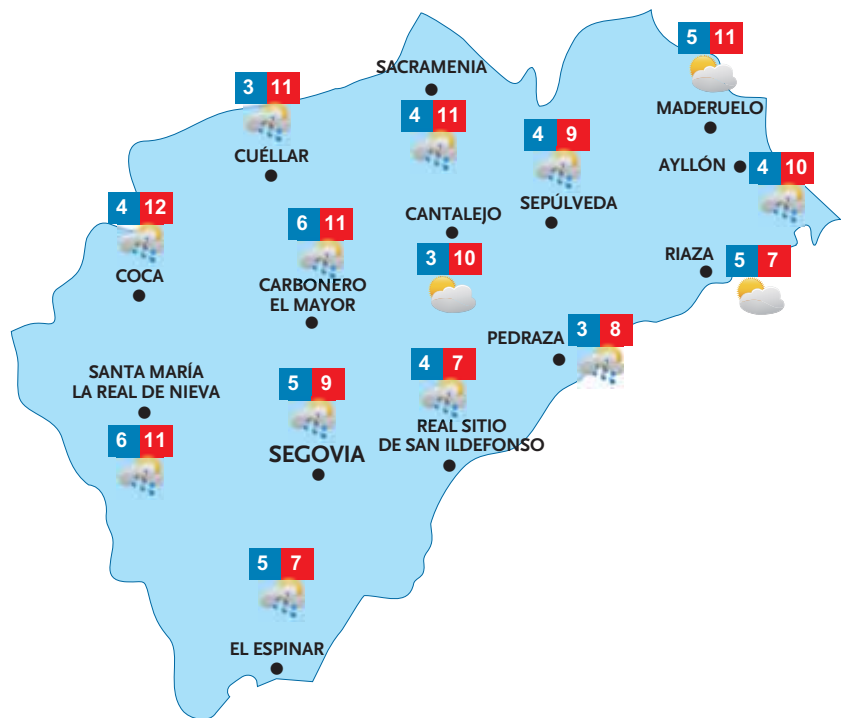 5 11
MADERUELO
SACRAMENIA
4 11
3 11
CUÉLLAR
4 9
SEPÚLVEDA
AYLLÓN
4 10
4 12
COCA
6 11
CARBONERO
EL MAYOR
CANTALEJO
3 10
RIAZA
5 7
PEDRAZA
3 8
SANTA MARÍA
LA REAL DE NIEVA
6 11
5 9
SEGOVIA
4 7
REAL SITIO
DE SAN ILDEFONSO
5 7
EL ESPINAR